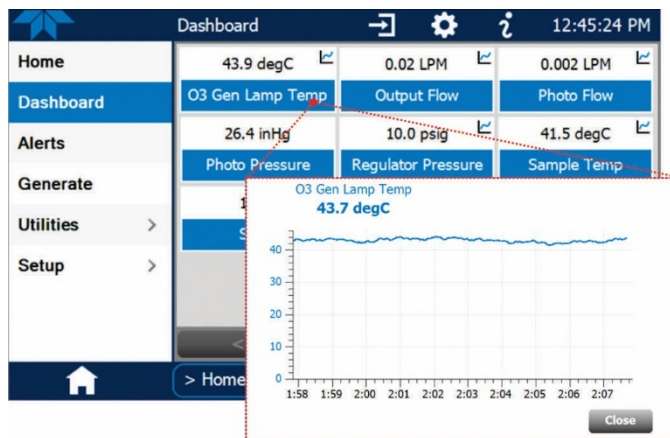 Dashboard
12:45:24 PM
Home
Dashboard
Alerts
Generate
Utilities >
Setup >
43.9 degC
O3 Gen Lamp Temp
0.02 LPM
Output Flow
0.002 LPM
Photo Flow
26.4 inHg
Photo Pressure
10.0 psig
Regulator Pressure
41.5 degC
Sample Temp
1
S
<
> Home
O3 Gen Lamp Temp
43.7 degC
40
30
20
10
0
1:58 1:59 2:00 2:01 2:02 2:03 2:04 2:05 2:06 2:07
Close